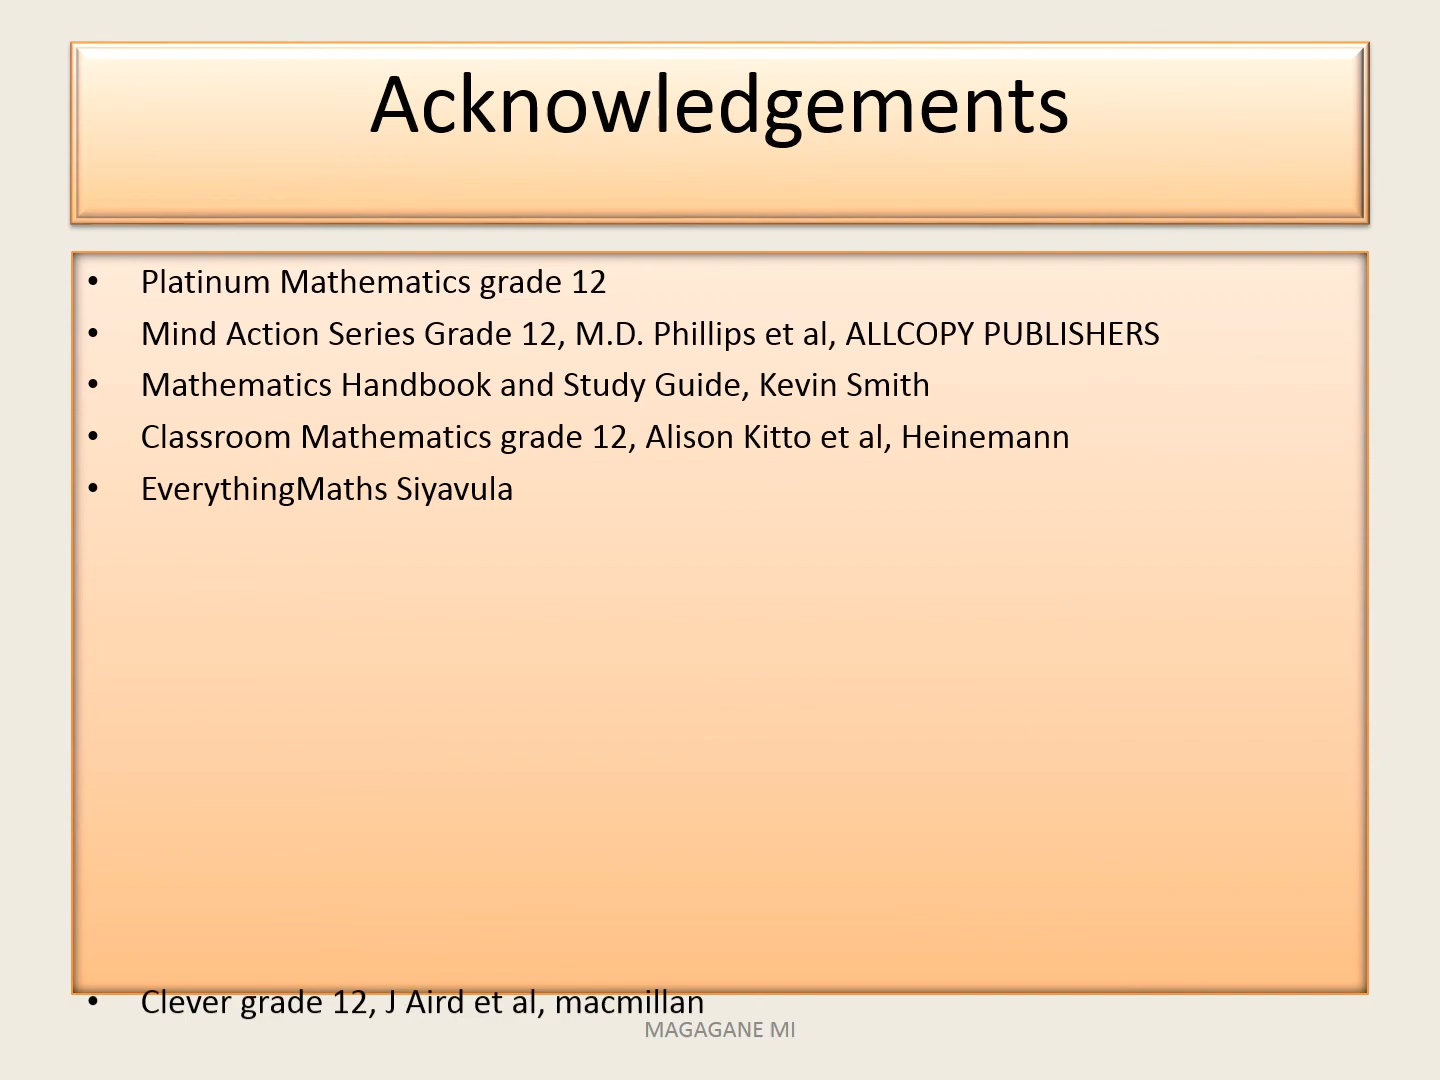 Acknowledgements
• Platinum Mathematics grade 12
• Mind Action Series Grade 12, M.D. Phillips et al, ALLCOPY PUBLISHERS
• Mathematics Handbook and Study Guide, Kevin Smith
• Classroom Mathematics grade 12, Alison Kitto et al, Heinemann
• EverythingMaths Siyavula
• Clever grade 12, J Aird et al, macmillan
MAGAGANE MI